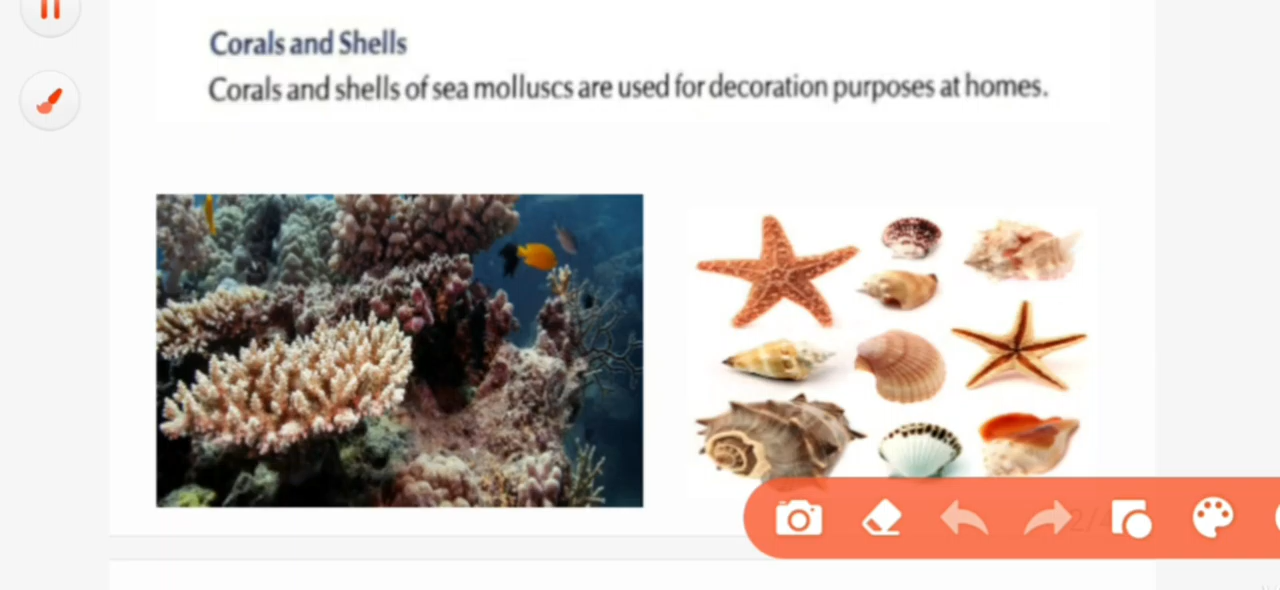 Corals and Shells
Corals and shells of sea molluscs are used for decoration purposes at homes.